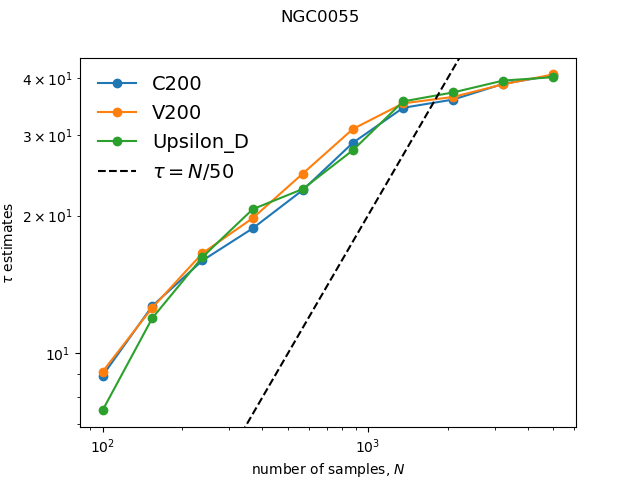 NGC0055
C200
V200
Upsilon_D
τ = N/50
4 × 10¹
3 × 10¹
2 × 10¹
10¹
τ estimates
10² 10³
number of samples, N